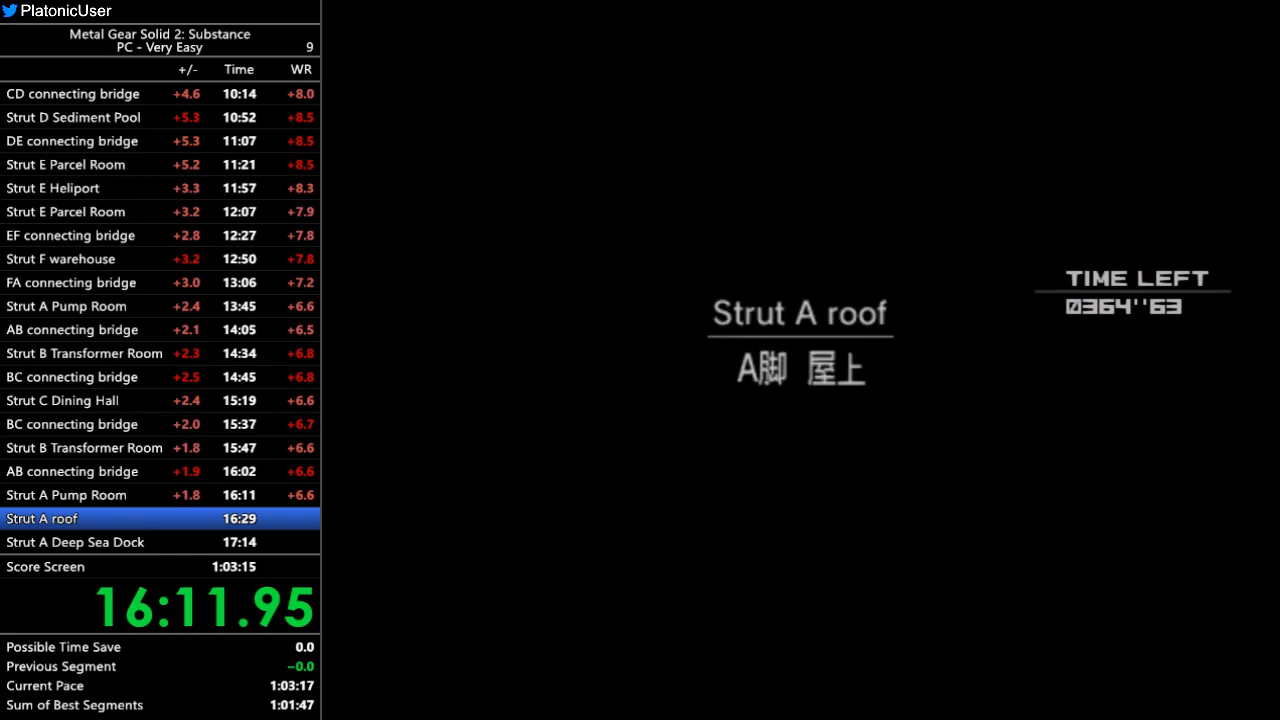 PlatonicUser
Metal Gear Solid 2: Substance
PC - Very Easy 9
+/- Time WR
CD connecting bridge +4.6 10:14 +8.0
Strut D Sediment Pool +5.3 10:52 +8.5
DE connecting bridge +5.3 11:07 +8.5
Strut E Parcel Room +5.2 11:21 +8.5
Strut E Heliport +3.3 11:57 +8.3
Strut E Parcel Room +3.2 12:07 +7.9
EF connecting bridge +2.8 12:27 +7.8
Strut F warehouse +3.2 12:50 +7.8
FA connecting bridge +3.0 13:06 +7.2
Strut A Pump Room +2.4 13:45 +6.6
AB connecting bridge +2.1 14:05 +6.5
Strut B Transformer Room +2.3 14:34 +6.8
BC connecting bridge +2.5 14:45 +6.8
Strut C Dining Hall +2.4 15:19 +6.6
BC connecting bridge +2.0 15:37 +6.7
Strut B Transformer Room +1.8 15:47 +6.6
AB connecting bridge +1.9 16:02 +6.6
Strut A Pump Room +1.8 16:11 +6.6
Strut A roof 16:29
Strut A Deep Sea Dock 17:14
Score Screen 1:03:15
16:11.95
Possible Time Save 0.0
Previous Segment −0.0
Current Pace 1:03:17
Sum of Best Segments 1:01:47
Strut A roof
A脚 屋上
TIME LEFT
0364''63